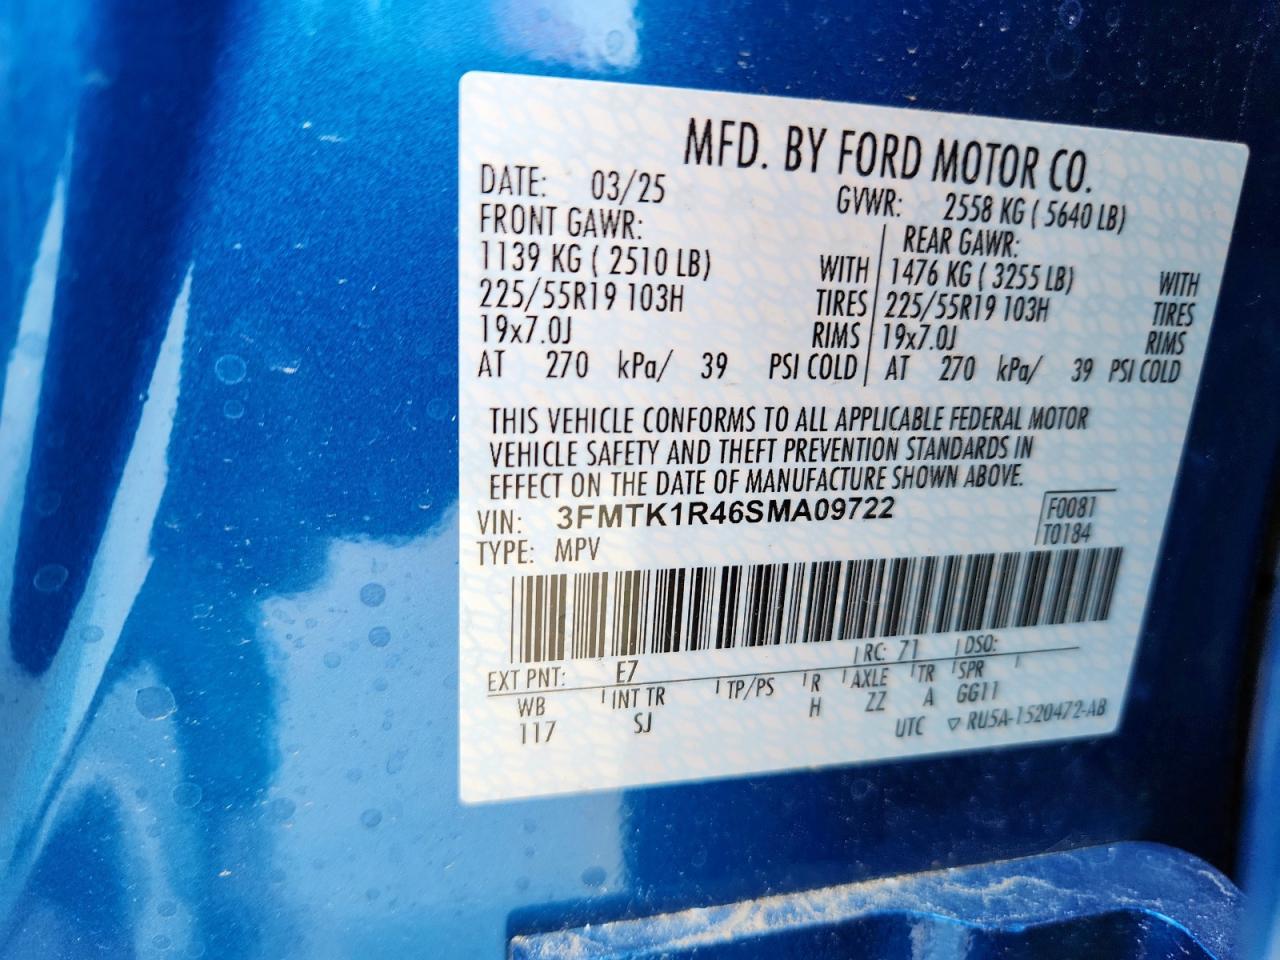 MFD. BY FORD MOTOR CO.
DATE: 03/25 GVWR: 2558 KG ( 5640 LB)
FRONT GAWR: REAR GAWR:
1139 KG ( 2510 LB) WITH 1476 KG ( 3255 LB) WITH
225/55R19 103H TIRES 225/55R19 103H TIRES
19x7.0J RIMS 19x7.0J RIMS
AT 270 kPa/ 39 PSI COLD AT 270 kPa/ 39 PSI COLD
THIS VEHICLE CONFORMS TO ALL APPLICABLE FEDERAL MOTOR
VEHICLE SAFETY AND THEFT PREVENTION STANDARDS IN
EFFECT ON THE DATE OF MANUFACTURE SHOWN ABOVE.
VIN: 3FMTK1R46SMA09722 F0081
TYPE: MPV T0184
EXT PNT: E7 RC: 71 DSO:
WB INT TR TP/PS R AXLE TR SPR
117 SJ H ZZ A GG11
UTC ▽ RU5A-1520472-AB